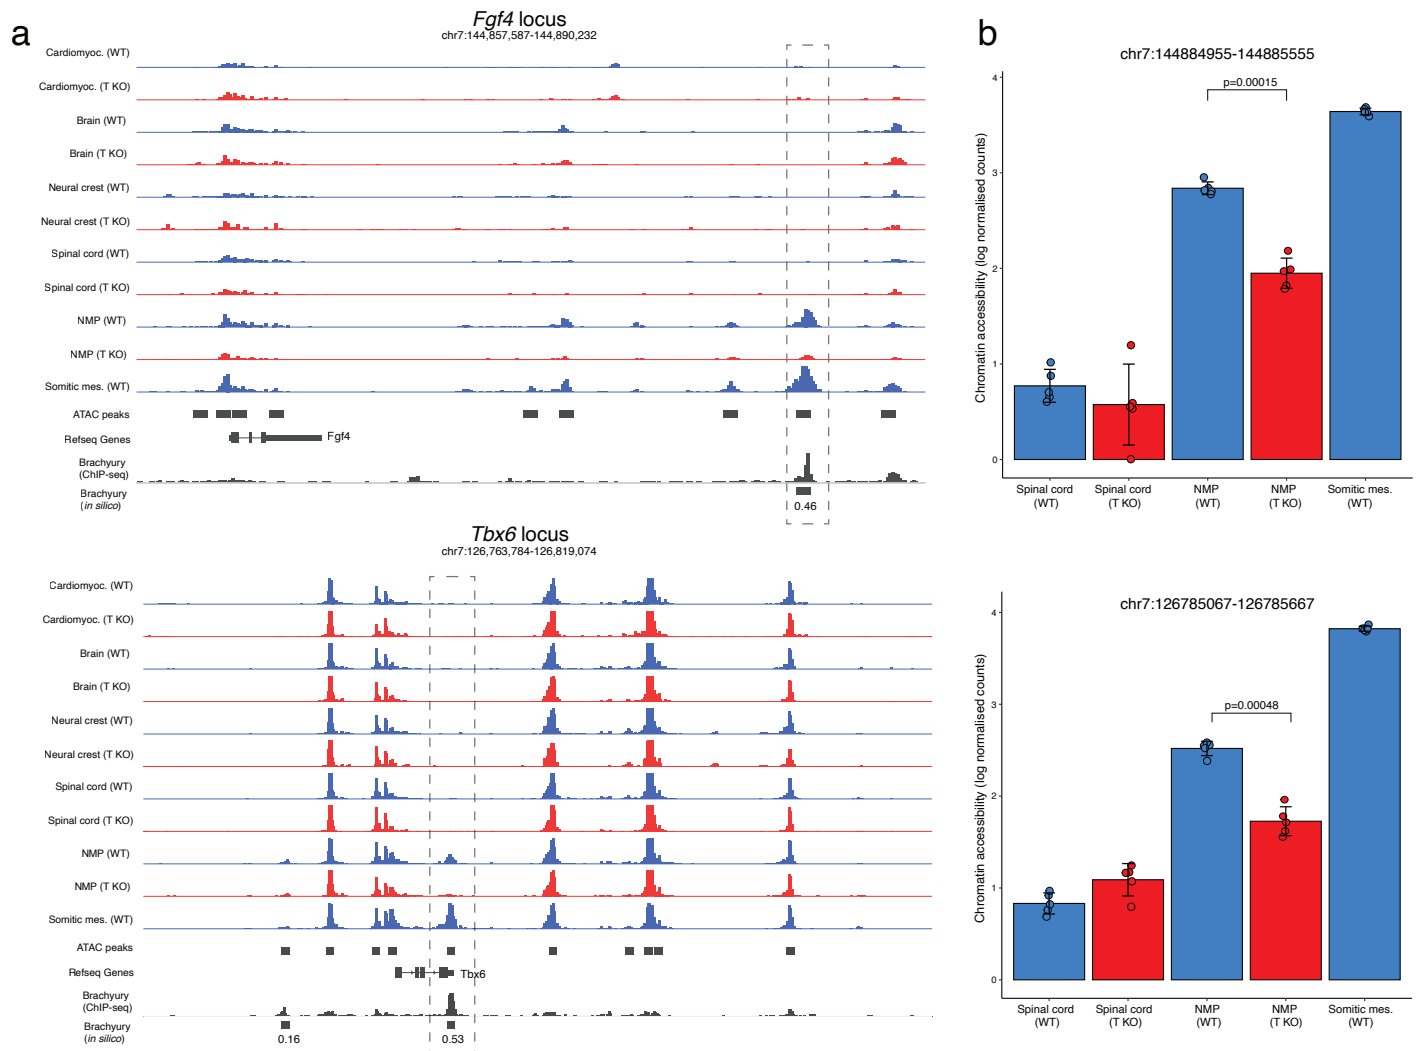 a
Fgf4 locus
chr7:144,857,587-144,890,232
Cardiomyoc. (WT)
Cardiomyoc. (T KO)
Brain (WT)
Brain (T KO)
Neural crest (WT)
Neural crest (T KO)
Spinal cord (WT)
Spinal cord (T KO)
NMP (WT)
NMP (T KO)
Somitic mes. (WT)
ATAC peaks
Refseq Genes
Fgf4
Brachyury
(ChIP-seq)
Brachyury
(in silico)
0.46
Tbx6 locus
chr7:126,763,784-126,819,074
Cardiomyoc. (WT)
Cardiomyoc. (T KO)
Brain (WT)
Brain (T KO)
Neural crest (WT)
Neural crest (T KO)
Spinal cord (WT)
Spinal cord (T KO)
NMP (WT)
NMP (T KO)
Somitic mes. (WT)
ATAC peaks
Refseq Genes
Tbx6
Brachyury
(ChIP-seq)
Brachyury
(in silico)
0.16
0.53
b
chr7:144884955-144885555
p=0.00015
Chromatin accessibility (log normalised counts)
4
3
2
1
0
Spinal cord
(WT)
Spinal cord
(T KO)
NMP
(WT)
NMP
(T KO)
Somitic mes.
(WT)
chr7:126785067-126785667
p=0.00048
Chromatin accessibility (log normalised counts)
4
3
2
1
0
Spinal cord
(WT)
Spinal cord
(T KO)
NMP
(WT)
NMP
(T KO)
Somitic mes.
(WT)